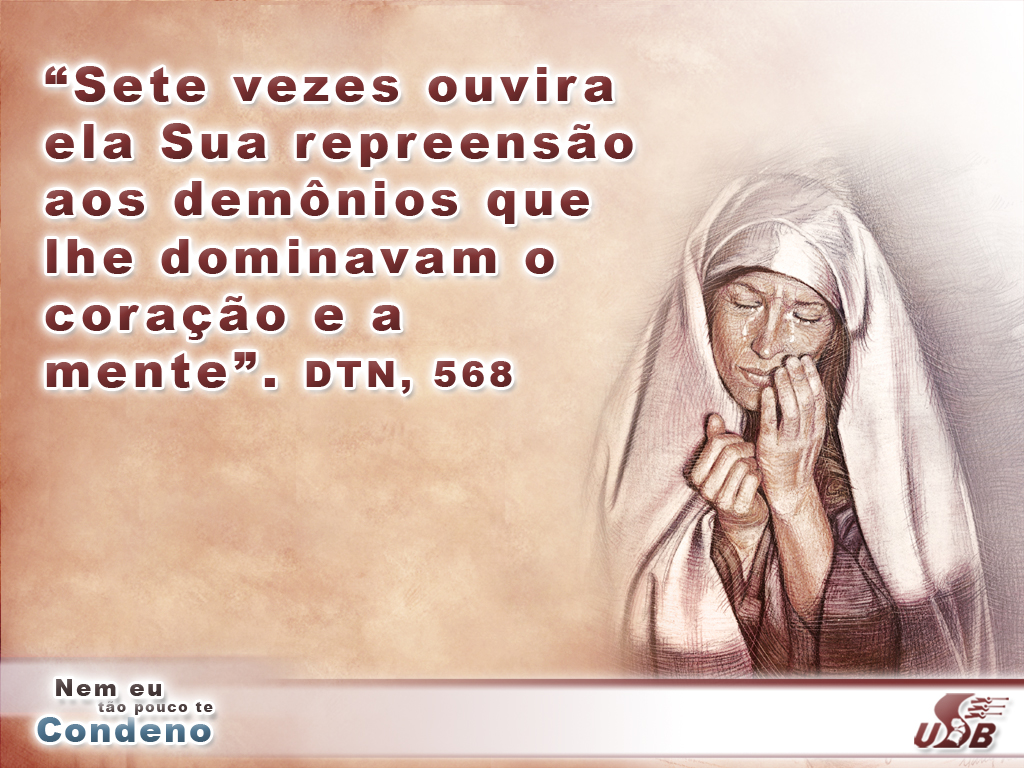 “Sete vezes ouvira
ela Sua repreensão
aos demônios que
lhe dominavam o
coração e a
mente”. DTN, 568
Nem eu
tão pouco te
Condeno
UDB